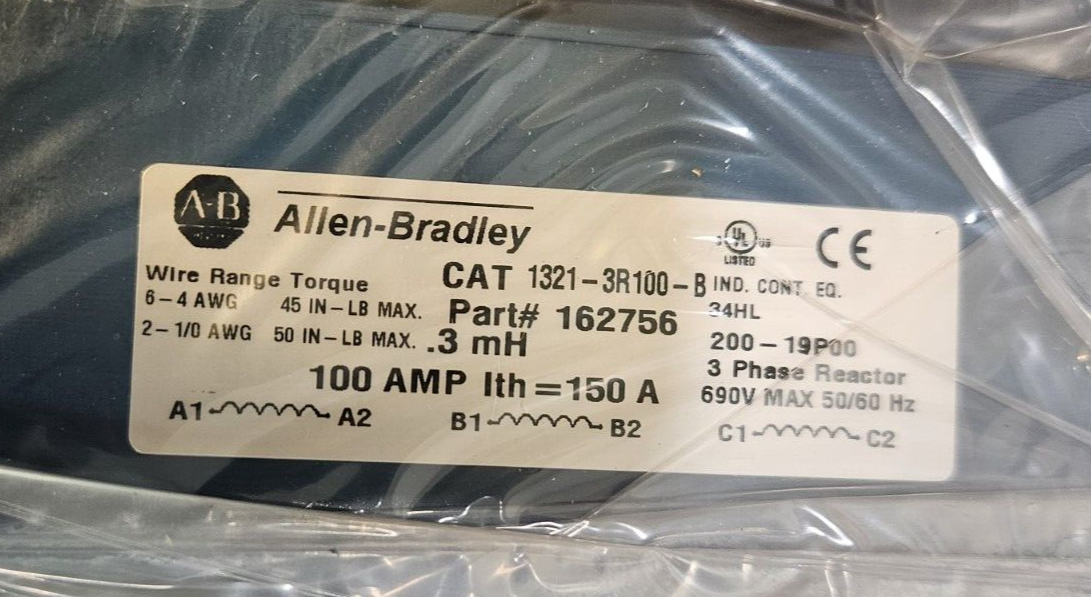 A-B
Allen-Bradley
UL US
LISTED
CE
Wire Range Torque
CAT 1321-3R100-B
IND. CONT. EQ.
6-4 AWG 45 IN-LB MAX.
Part# 162756
34HL
2-1/0 AWG 50 IN-LB MAX.
.3 mH
200-19P00
100 AMP Ith=150 A
3 Phase Reactor
690V MAX 50/60 Hz
A1 A2
B1 B2
C1 C2